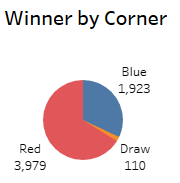 Winner by Corner
Blue
1,923
Red
3,979
Draw
110